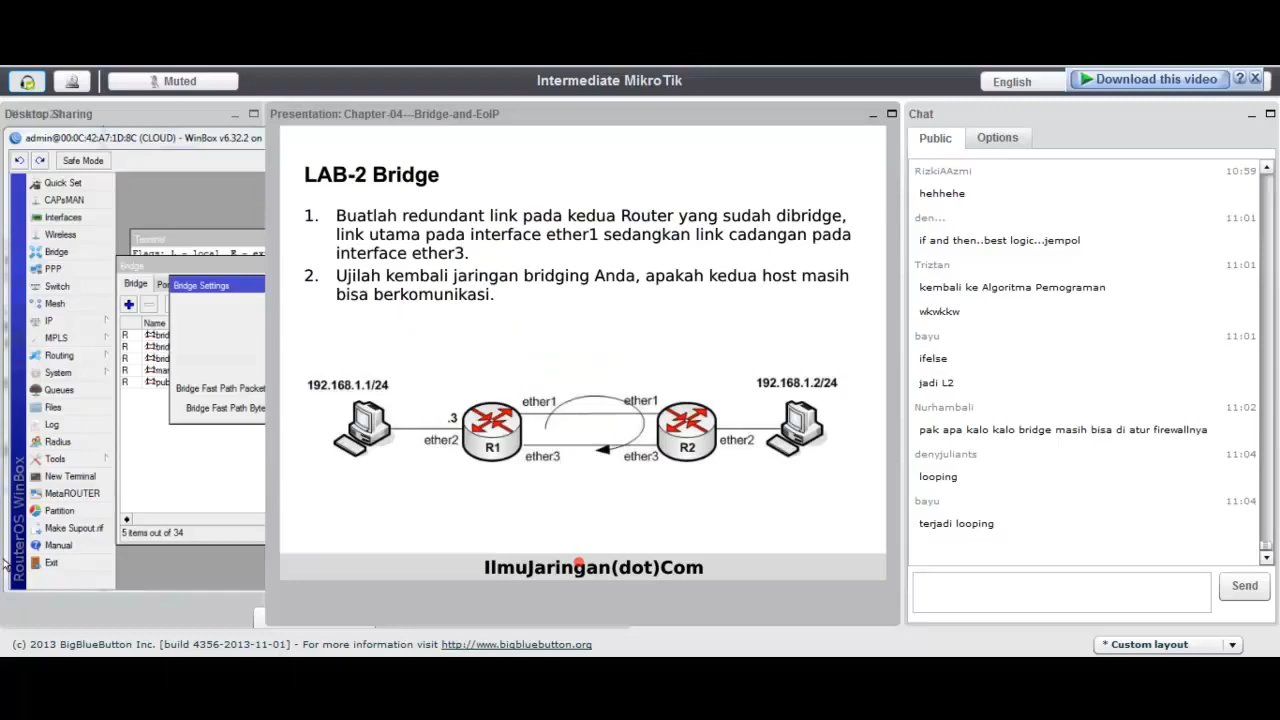 Muted
Intermediate MikroTik
English
Download this video
?
Desktop Sharing
admin@00:0C:42:A7:1D:8C (CLOUD) - WinBox v6.32.2 on
Safe Mode
Quick Set
CAPsMAN
Interfaces
Wireless
Bridge
PPP
Switch
Mesh
IP
MPLS
Routing
System
Queues
Files
Log
Radius
Tools
New Terminal
MetaROUTER
Partition
Make Supout.rif
Manual
Exit
RouterOS WinBox
Terminal
Bridge
Bridge
Bridge Settings
Name
R
R
R
R
R
Bridge Fast Path Packet
Bridge Fast Path Byte
5 items out of 34
Presentation: Chapter-04---Bridge-and-EoIP
LAB-2 Bridge
1. Buatlah redundant link pada kedua Router yang sudah dibridge,
link utama pada interface ether1 sedangkan link cadangan pada
interface ether3.
2. Ujilah kembali jaringan bridging Anda, apakah kedua host masih
bisa berkomunikasi.
192.168.1.1/24
192.168.1.2/24
ether1
ether1
.3
ether2
R1
R2
ether2
ether3
ether3
IlmuJaringan(dot)Com
Chat
Public
Options
RizkiAAzmi 10:59
hehhehe
den... 11:01
if and then..best logic...jempol
Triztan 11:01
kembali ke Algoritma Pemograman
wkwkkw
bayu 11:01
ifelse
jadi L2
Nurhambali 11:02
pak apa kalo kalo bridge masih bisa di atur firewallnya
denyjuliants 11:04
looping
bayu 11:04
terjadi looping
Send
(c) 2013 BigBlueButton Inc. [build 4356-2013-11-01] - For more information visit http://www.bigbluebutton.org
* Custom layout